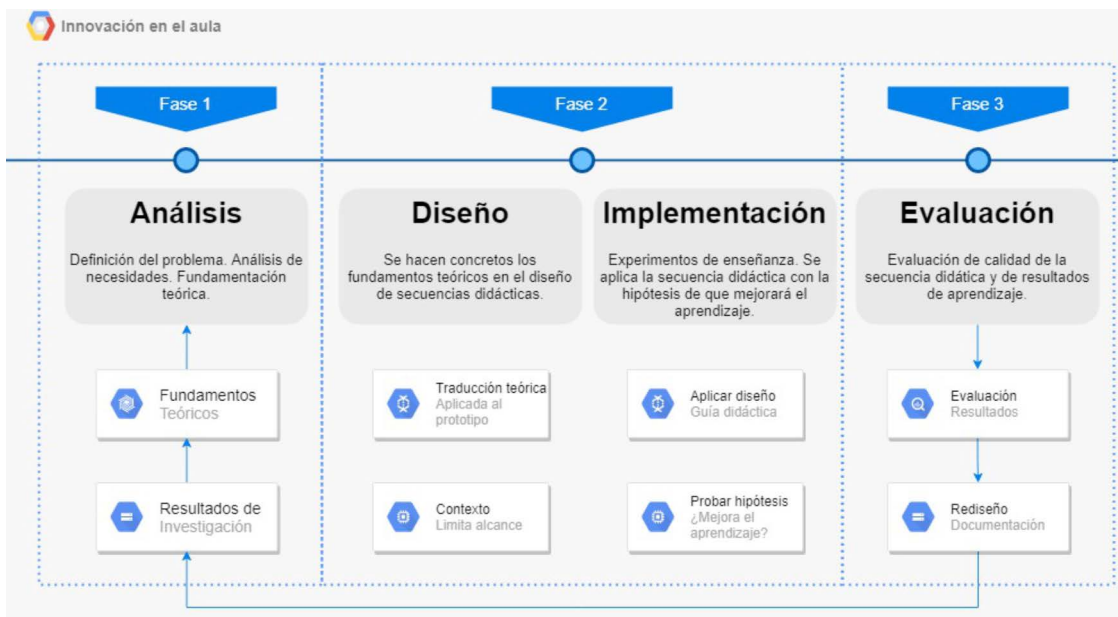 Innovación en el aula
Fase 1
Fase 2
Fase 3
Análisis
Definición del problema. Análisis de
necesidades. Fundamentación
teórica.
Diseño
Se hacen concretos los
fundamentos teóricos en el diseño
de secuencias didácticas.
Implementación
Experimentos de enseñanza. Se
aplica la secuencia didáctica con la
hipótesis de que mejorará el
aprendizaje.
Evaluación
Evaluación de calidad de la
secuencia didática y de resultados
de aprendizaje.
Fundamentos
Teóricos
Traducción teórica
Aplicada al
prototipo
Aplicar diseño
Guía didáctica
Evaluación
Resultados
Resultados de
Investigación
Contexto
Limita alcance
Probar hipótesis
¿Mejora el
aprendizaje?
Rediseño
Documentación